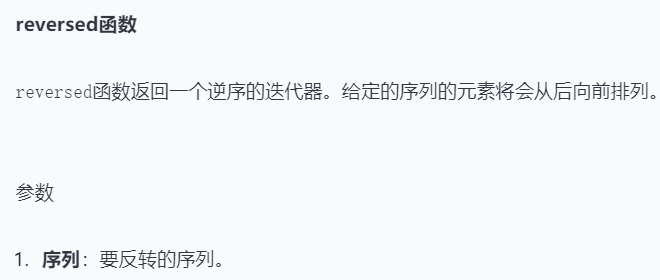 reversed函数
reversed函数返回一个逆序的迭代器。给定的序列的元素将会从后向前排列。
参数
1. 序列：要反转的序列。